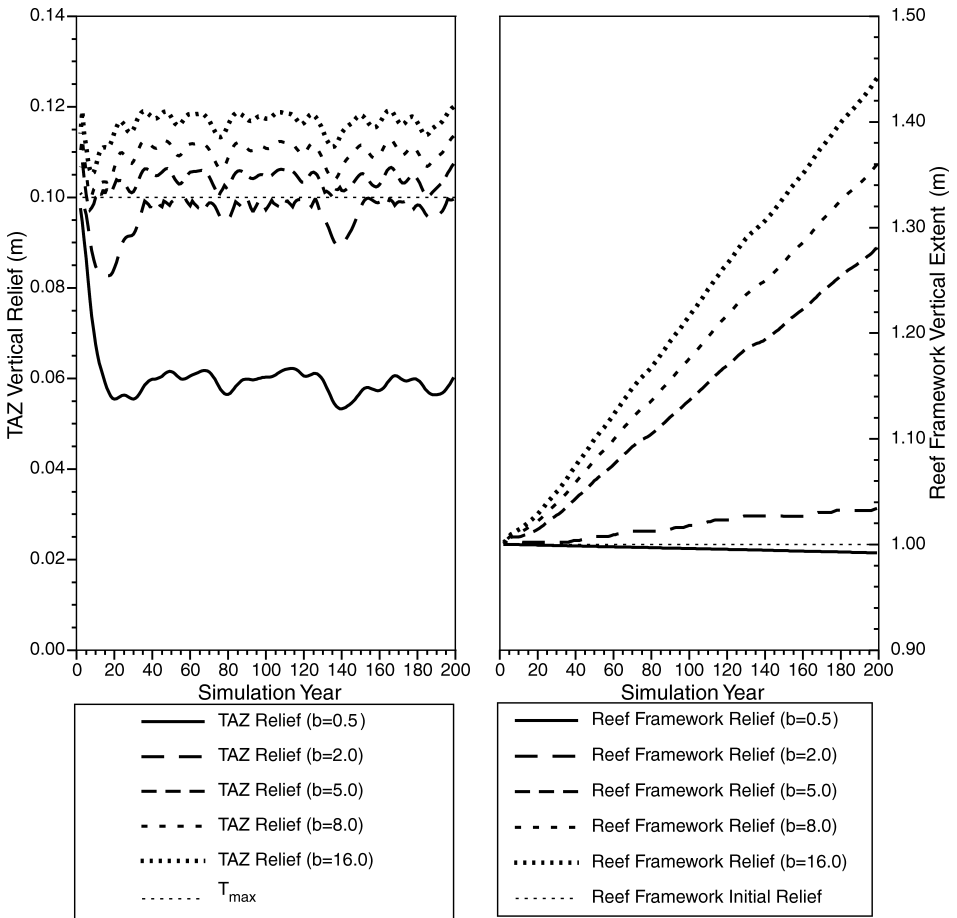 TAZ Vertical Relief (m)
0.14
0.12
0.10
0.08
0.06
0.04
0.02
0.00
0 20 40 60 80 100 120 140 160 180 200
Simulation Year
1.50
1.40
1.30
1.20
1.10
1.00
0.90
Reef Framework Vertical Extent (m)
0 20 40 60 80 100 120 140 160 180 200
Simulation Year
TAZ Relief (b=0.5)
TAZ Relief (b=2.0)
TAZ Relief (b=5.0)
TAZ Relief (b=8.0)
TAZ Relief (b=16.0)
Tmax
Reef Framework Relief (b=0.5)
Reef Framework Relief (b=2.0)
Reef Framework Relief (b=5.0)
Reef Framework Relief (b=8.0)
Reef Framework Relief (b=16.0)
Reef Framework Initial Relief